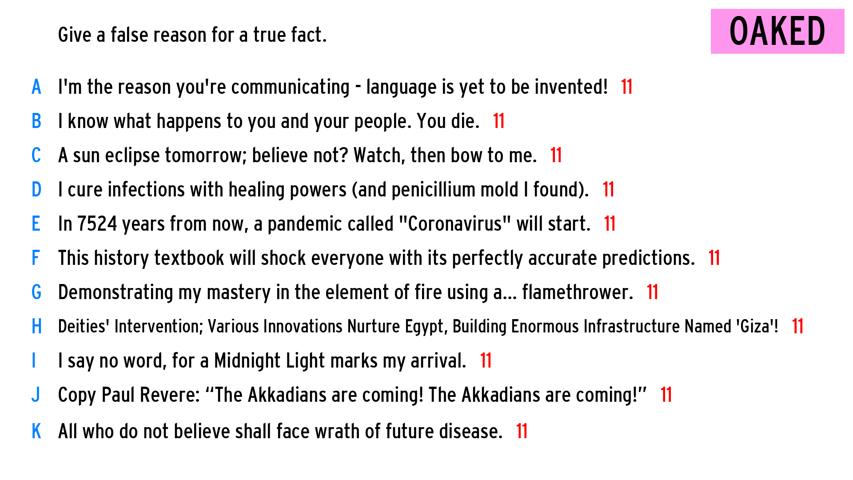 Give a false reason for a true fact.
OAKED
A I'm the reason you're communicating - language is yet to be invented! 11
B I know what happens to you and your people. You die. 11
C A sun eclipse tomorrow; believe not? Watch, then bow to me. 11
D I cure infections with healing powers (and penicillium mold I found). 11
E In 7524 years from now, a pandemic called "Coronavirus" will start. 11
F This history textbook will shock everyone with its perfectly accurate predictions. 11
G Demonstrating my mastery in the element of fire using a... flamethrower. 11
H Deities' Intervention; Various Innovations Nurture Egypt, Building Enormous Infrastructure Named 'Giza'! 11
I I say no word, for a Midnight Light marks my arrival. 11
J Copy Paul Revere: “The Akkadians are coming! The Akkadians are coming!” 11
K All who do not believe shall face wrath of future disease. 11